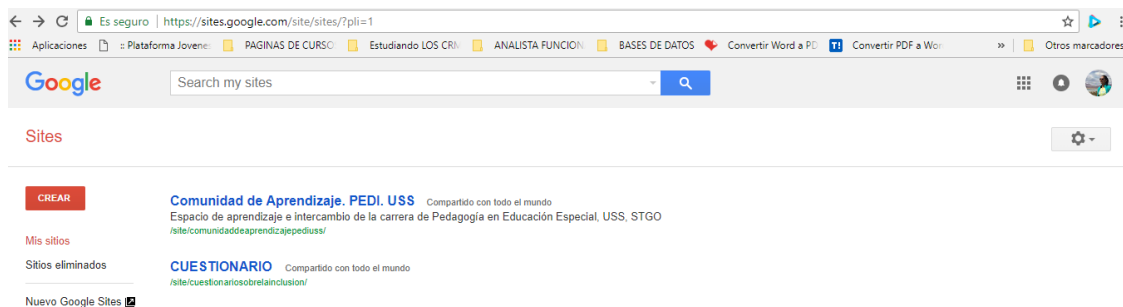 Es seguro | https://sites.google.com/site/sites/?pli=1
Aplicaciones :: Plataforma Jovene PAGINAS DE CURSO Estudiando LOS CRM ANALISTA FUNCION BASES DE DATOS Convertir Word a PD T! Convertir PDF a Wor » Otros marcadores
Google Search my sites
Sites
CREAR
Comunidad de Aprendizaje. PEDI. USS Compartido con todo el mundo
Espacio de aprendizaje e intercambio de la carrera de Pedagogía en Educación Especial, USS, STGO
/site/comunidaddeaprendizajepediuss/
Mis sitios
Sitios eliminados
CUESTIONARIO Compartido con todo el mundo
/site/cuestionariosobrelainclusion/
Nuevo Google Sites